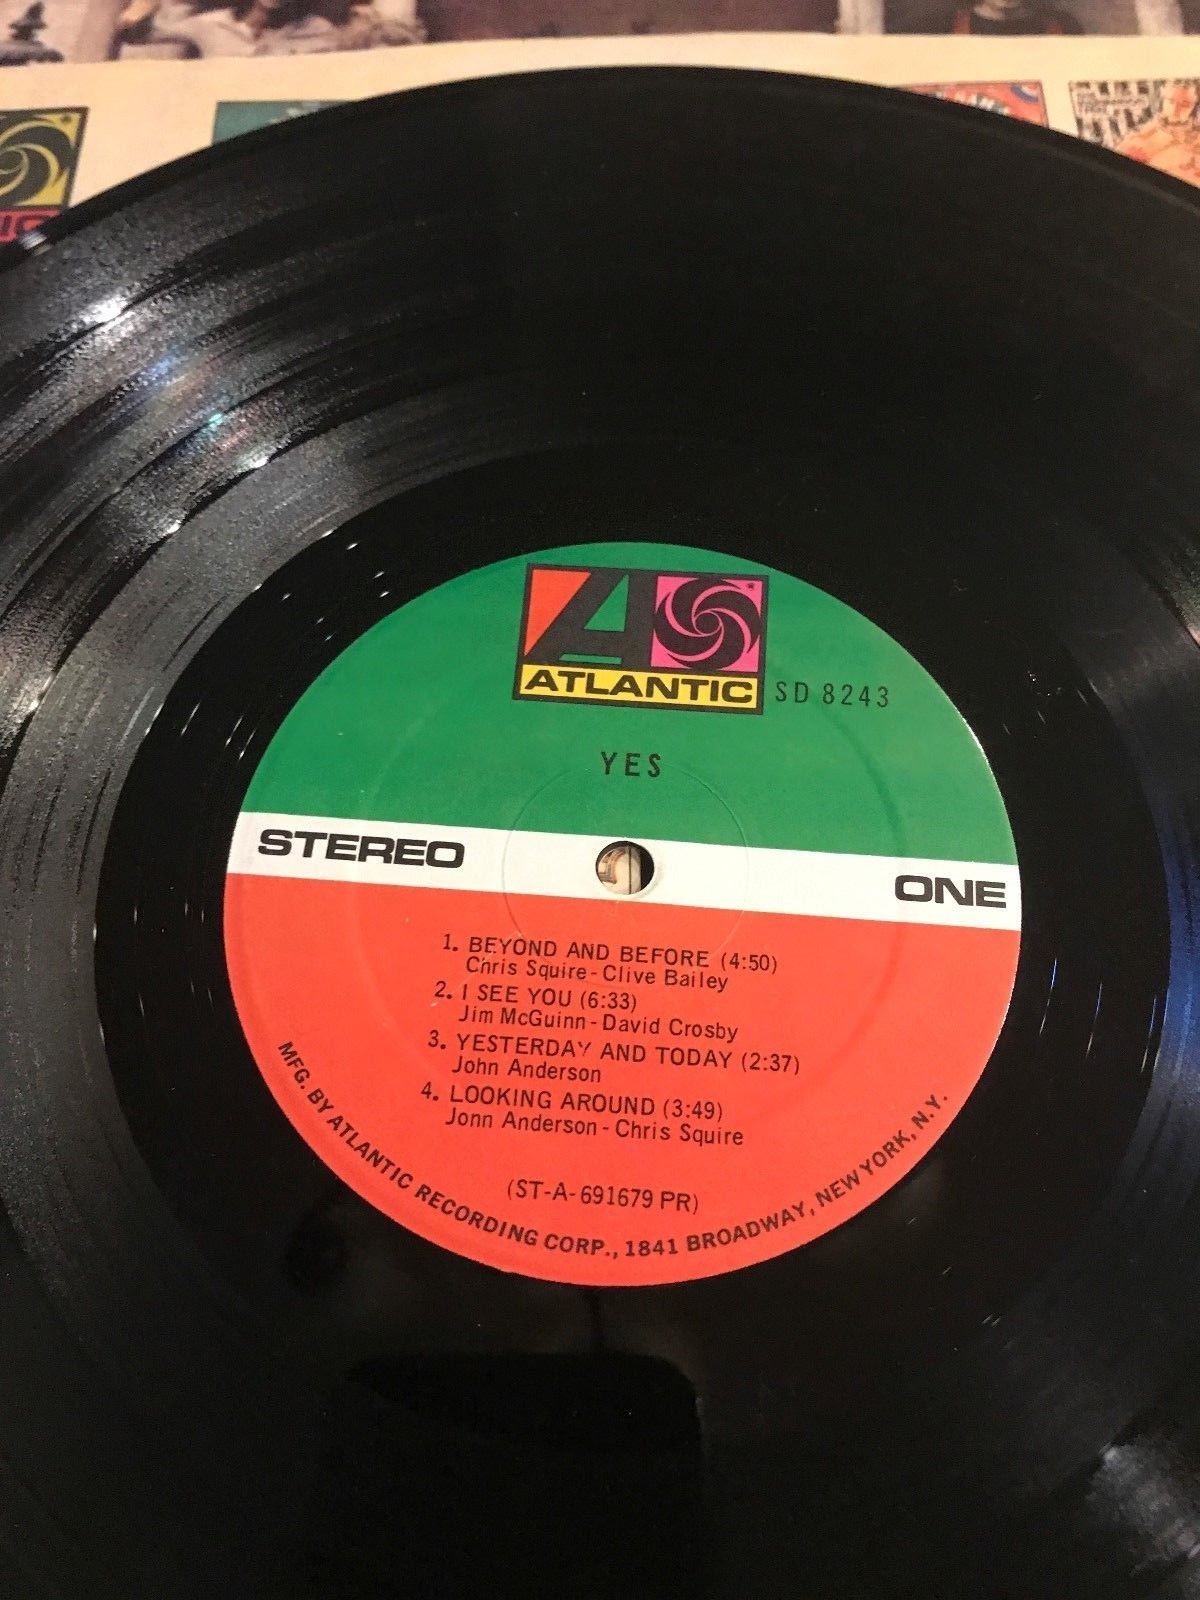 ATLANTIC
SD 8243
YES
STEREO
ONE
1. BEYOND AND BEFORE (4:50)
Chris Squire-Clive Bailey
2. I SEE YOU (6:33)
Jim McGuinn-David Crosby
3. YESTERDAY AND TODAY (2:37)
John Anderson
4. LOOKING AROUND (3:49)
Jonn Anderson-Chris Squire
(ST-A-691679 PR)
MFG. BY ATLANTIC RECORDING CORP., 1841 BROADWAY, NEW YORK, N.Y.